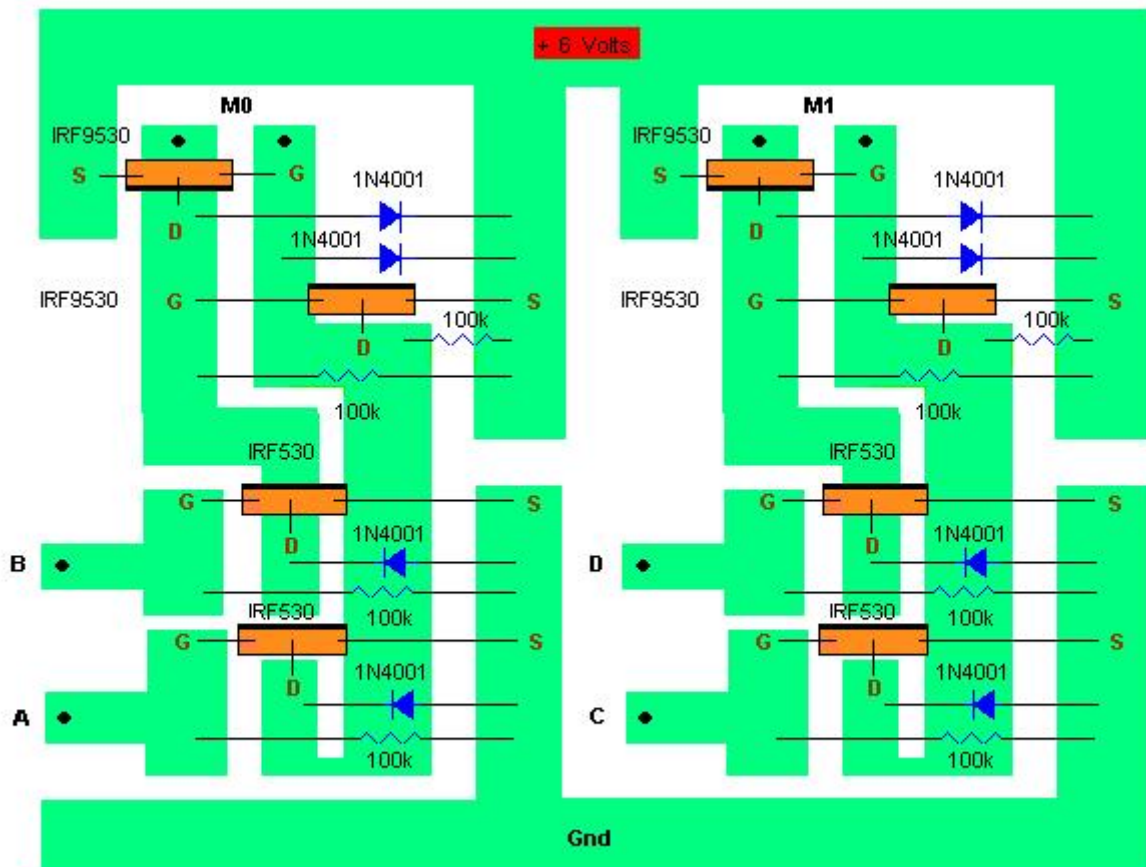 + 6 Volts
M0 M1
IRF9530 IRF9530
S G S G
1N4001 1N4001
D D
1N4001 1N4001
IRF9530 G S IRF9530 G S
100k 100k
D D
100k 100k
IRF530 IRF530
G S G S
1N4001 1N4001
D D
B D
100k 100k
IRF530 IRF530
G S G S
1N4001 1N4001
D D
A C
100k 100k
Gnd